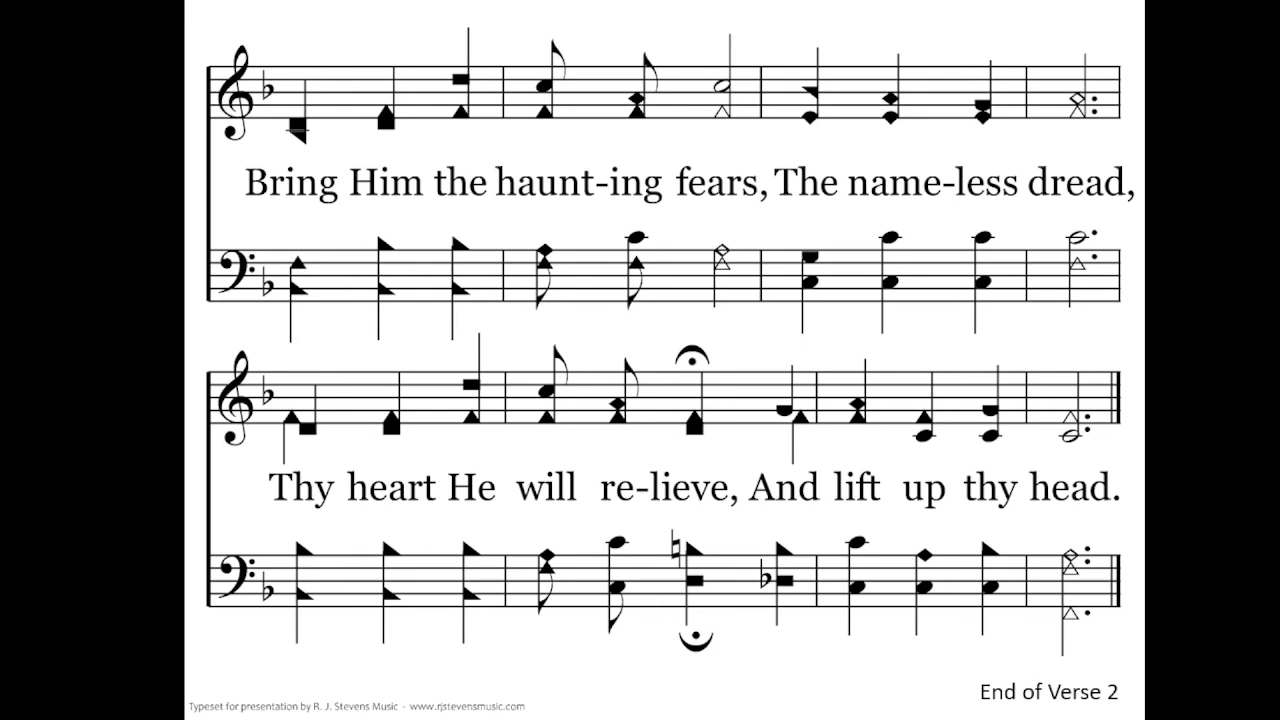 Bring Him the haunt-ing fears, The name-less dread,
Thy heart He will re-lieve, And lift up thy head.
End of Verse 2
Typeset for presentation by R. J. Stevens Music - www.rjstevensmusic.com